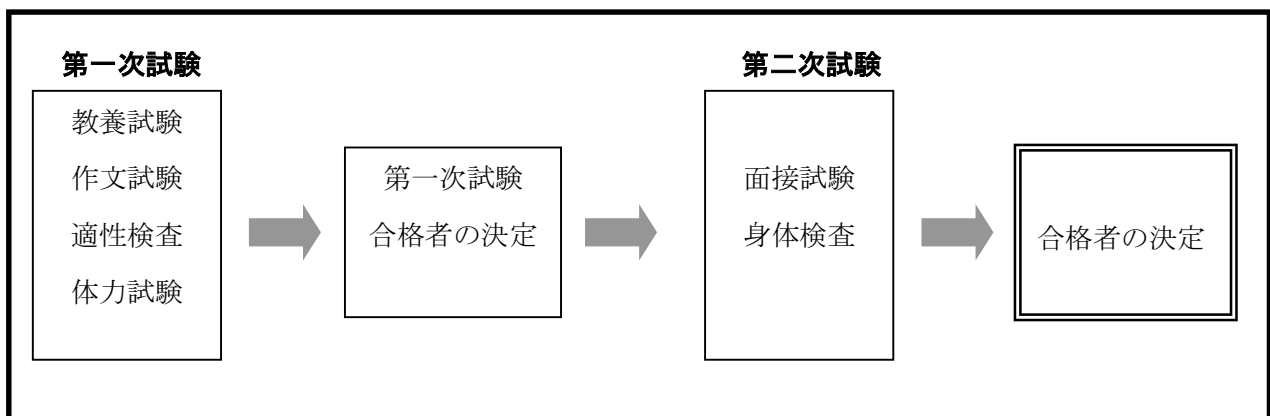 第一次試験
教養試験
作文試験
適性検査
体力試験
第一次試験
合格者の決定
第二次試験
面接試験
身体検査
合格者の決定